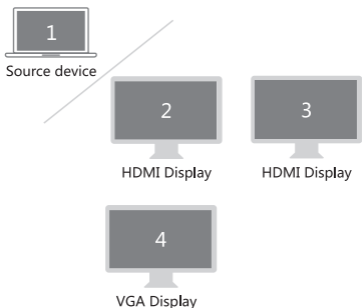 1
Source device
2
3
HDMI Display
HDMI Display
4
VGA Display